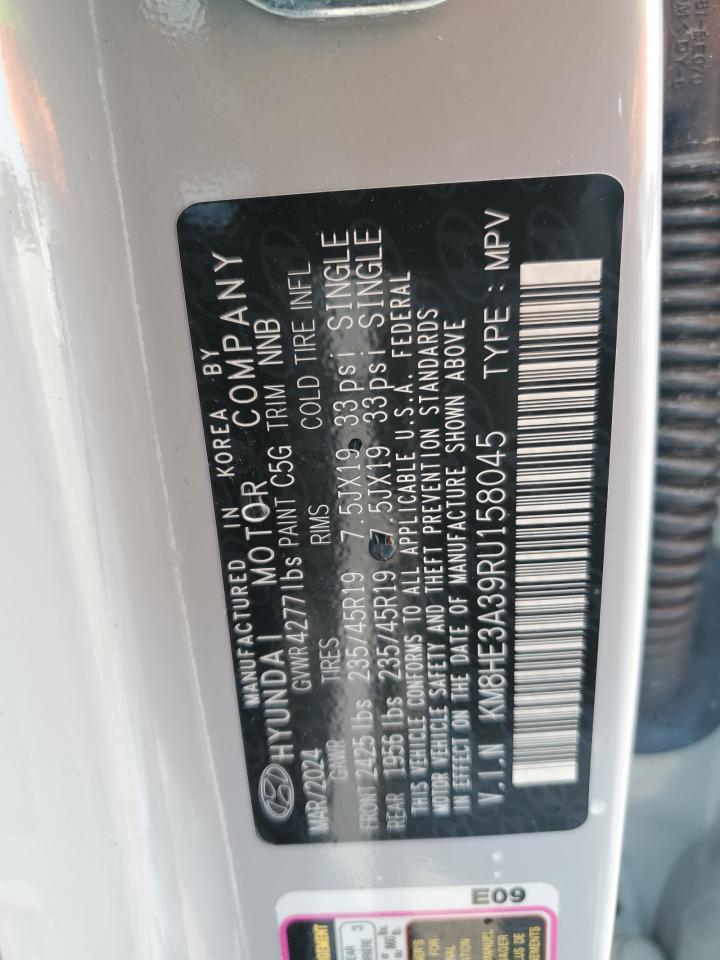 MANUFACTURED IN KOREA BY
HYUNDAI MOTOR COMPANY
MAR/2024 GVWR 4277 lbs PAINT C5G TRIM NNB
GAWR TIRES RIMS COLD TIRE INFL
FRONT 2425 lbs 235/45R19 7.5JX19 33psi SINGLE
REAR 1956 lbs 235/45R19 7.5JX19 33psi SINGLE
THIS VEHICLE CONFORMS TO ALL APPLICABLE U.S.A. FEDERAL
MOTOR VEHICLE SAFETY AND THEFT PREVENTION STANDARDS
IN EFFECT ON THE DATE OF MANUFACTURE SHOWN ABOVE
V.I.N KM8HE3A39RU158045 TYPE : MPV
E09
3